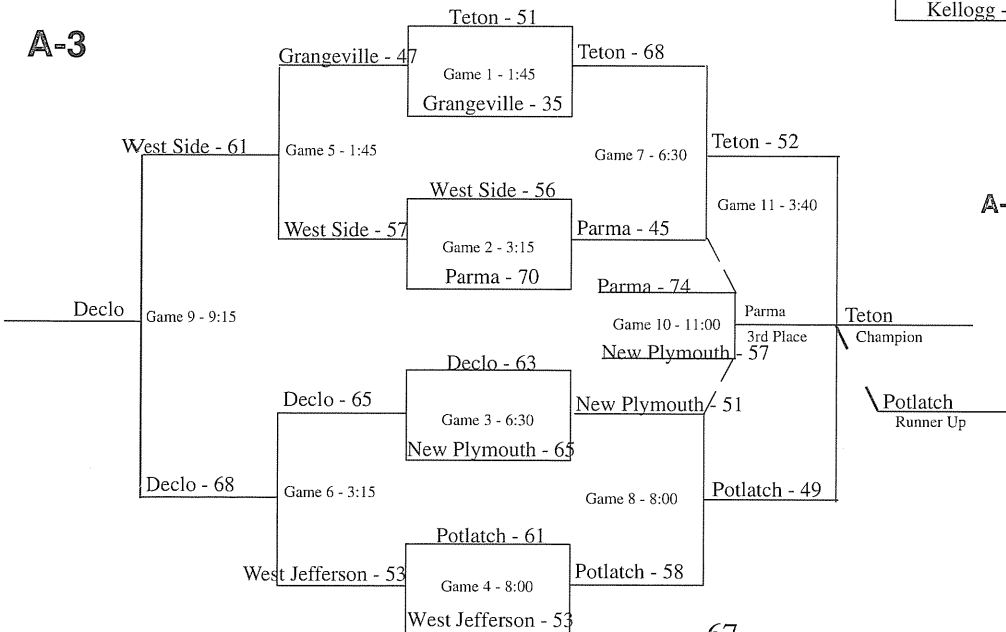 Kellogg -
A-3
Teton - 51
Grangeville - 47
Teton - 68
Game 1 - 1:45
Grangeville - 35
West Side - 61
Game 5 - 1:45
Game 7 - 6:30
Teton - 52
West Side - 56
Game 11 - 3:40
A-
West Side - 57
Game 2 - 3:15
Parma - 45
Parma - 70
Parma - 74
Declo
Game 9 - 9:15
Game 10 - 11:00
Parma
3rd Place
Teton
Champion
New Plymouth - 57
Declo - 63
Declo - 65
New Plymouth - 51
Potlatch
Runner Up
Game 3 - 6:30
New Plymouth - 65
Declo - 68
Game 6 - 3:15
Game 8 - 8:00
Potlatch - 49
Potlatch - 61
West Jefferson - 53
Game 4 - 8:00
Potlatch - 58
West Jefferson - 53
67